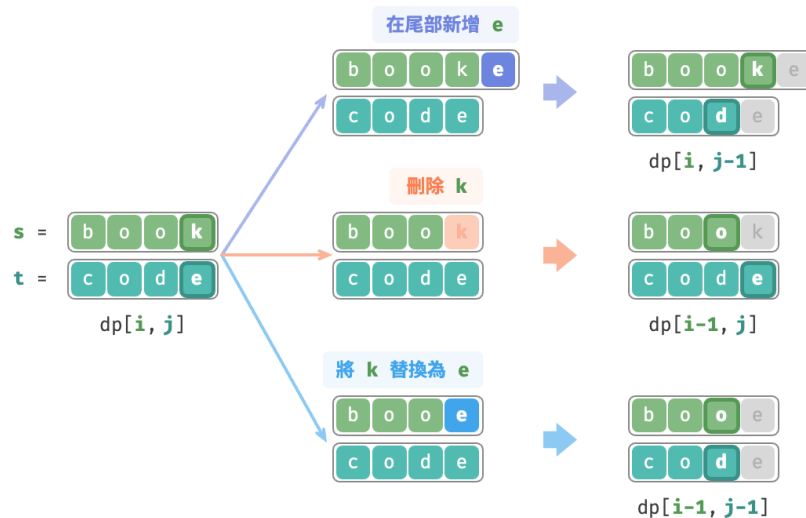 在尾部新增 e
b o o k e
c o d e
b o o k e
c o d e
dp[i, j-1]
刪除 k
s = b o o k
t = c o d e
dp[i, j]
b o o k
c o d e
b o o k
c o d e
dp[i-1, j]
將 k 替換為 e
b o o e
c o d e
b o o e
c o d e
dp[i-1, j-1]